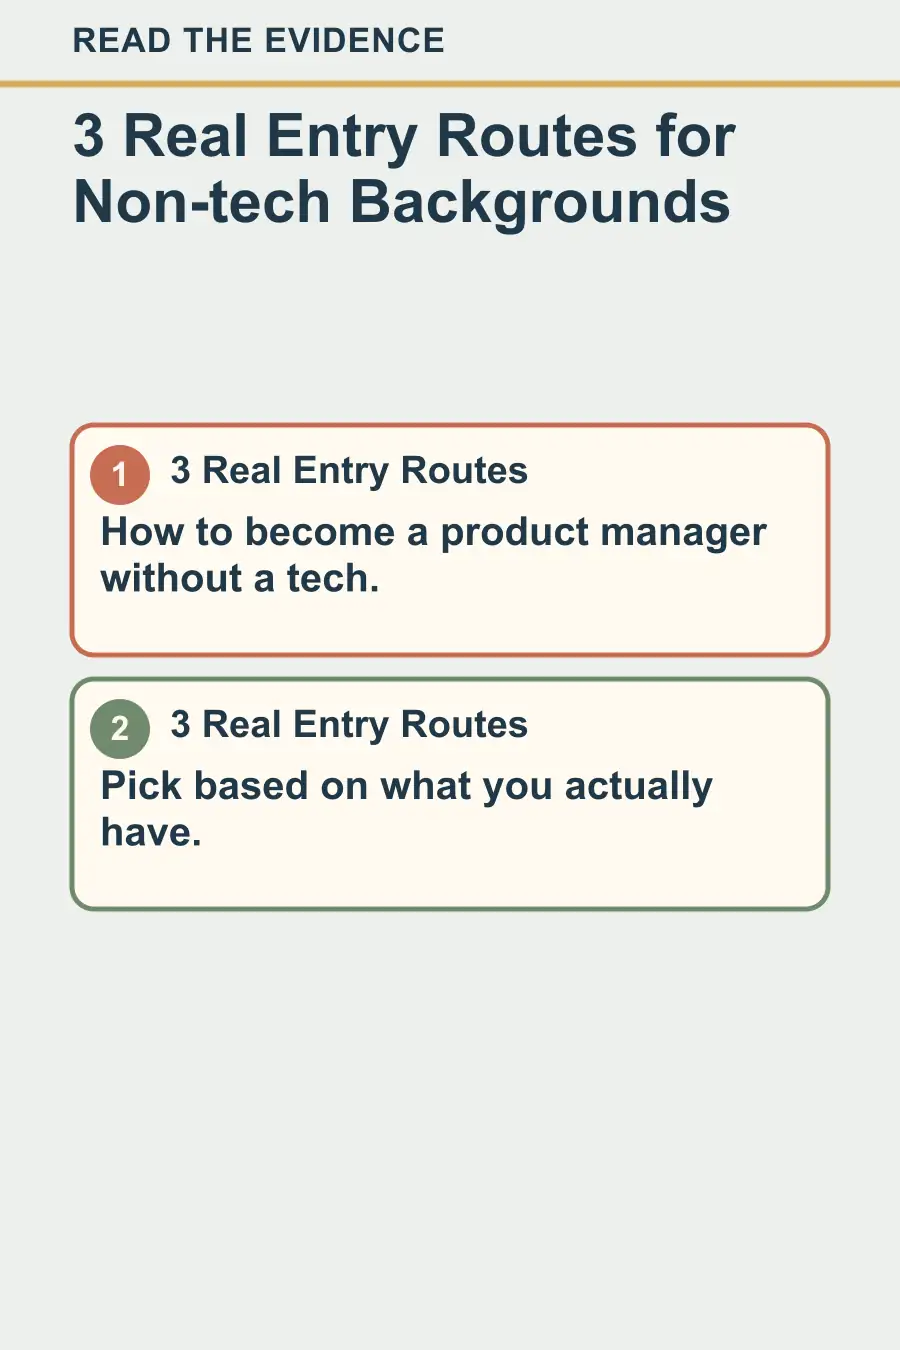 READ THE EVIDENCE
3 Real Entry Routes for
Non-tech Backgrounds
1 3 Real Entry Routes
How to become a product manager
without a tech.
2 3 Real Entry Routes
Pick based on what you actually
have.